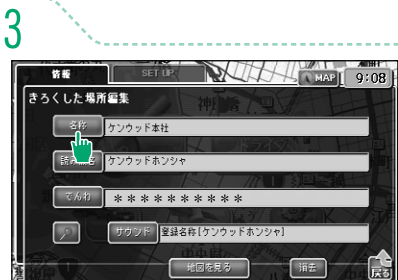 3
情報 SET UP MAP 9:08
きろくした場所編集
名称 ケンウッド本社
ケンウッドホンシャ
でんわ **********
サウンド 登録名称[ケンウッドホンシャ]
地図を見る 消去 戻る